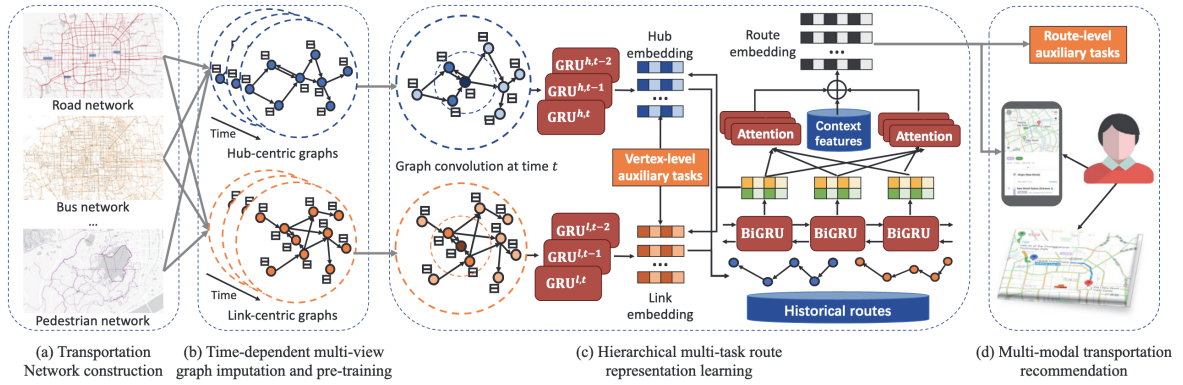 Road network
Bus network
...
Pedestrian network
(a) Transportation
Network construction
Time
Hub-centric graphs
Time
Link-centric graphs
(b) Time-dependent multi-view
graph imputation and pre-training
Graph convolution at time t
GRU^{h,t−2}
GRU^{h,t−1}
GRU^{h,t}
GRU^{l,t−2}
GRU^{l,t−1}
GRU^{l,t}
Hub
embedding
...
Vertex-level
auxiliary tasks
...
Link
embedding
Route
embedding
...
Attention
Context
features
Attention
BiGRU
BiGRU
BiGRU
Historical routes
(c) Hierarchical multi-task route
representation learning
Route-level
auxiliary tasks
(d) Multi-modal transportation
recommendation